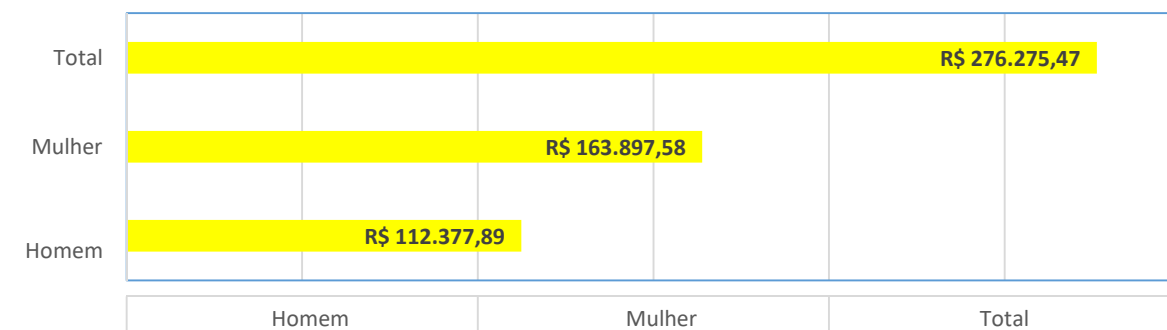 Total R$ 276.275,47
Mulher R$ 163.897,58
Homem R$ 112.377,89
Homem Mulher Total